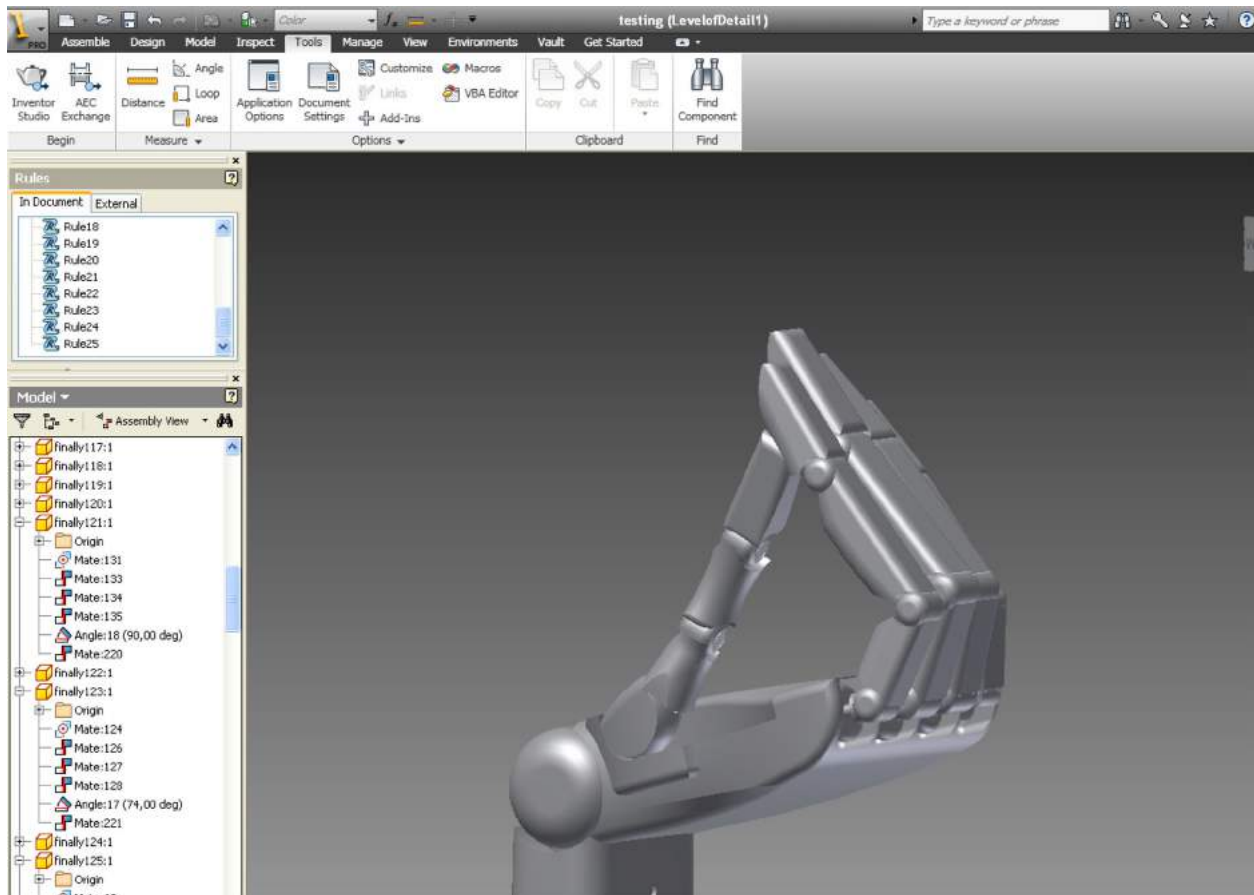 PRO
Color
testing (LevelofDetail1)
Type a keyword or phrase
Assemble Design Model Inspect Tools Manage View Environments Vault Get Started
Inventor Studio
AEC Exchange
Distance
Angle
Loop
Area
Application Options
Document Settings
Customize
Links
Add-Ins
Macros
VBA Editor
Copy
Cut
Paste
Find Component
Begin Measure Options Clipboard Find
Rules
In Document External
Rule18
Rule19
Rule20
Rule21
Rule22
Rule23
Rule24
Rule25
Model
Assembly View
finally117:1
finally118:1
finally119:1
finally120:1
finally121:1
Origin
Mate:131
Mate:133
Mate:134
Mate:135
Angle:18 (90,00 deg)
Mate:220
finally122:1
finally123:1
Origin
Mate:124
Mate:126
Mate:127
Mate:128
Angle:17 (74,00 deg)
Mate:221
finally124:1
finally125:1
Origin